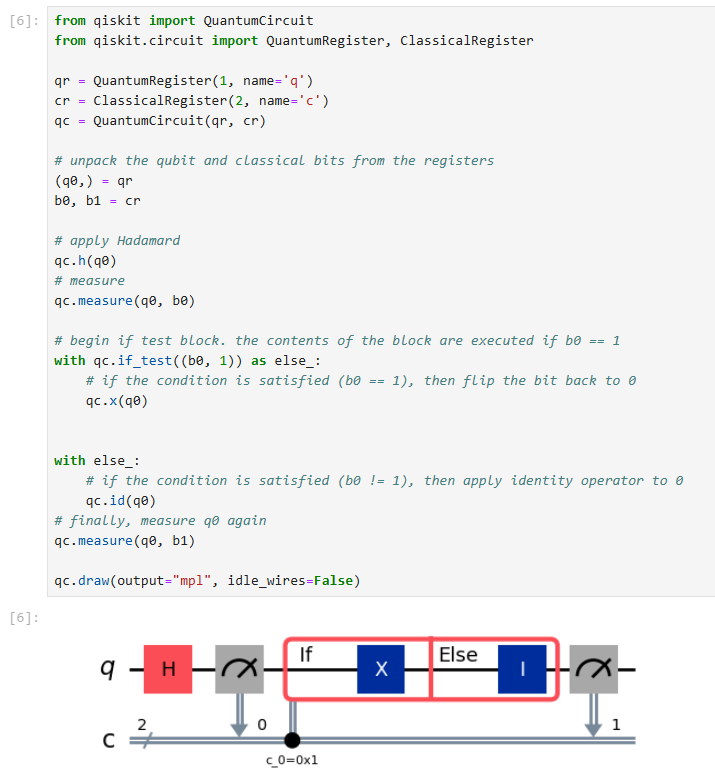 [6]:
from qiskit import QuantumCircuit
from qiskit.circuit import QuantumRegister, ClassicalRegister
qr = QuantumRegister(1, name='q')
cr = ClassicalRegister(2, name='c')
qc = QuantumCircuit(qr, cr)
# unpack the qubit and classical bits from the registers
(q0,) = qr
b0, b1 = cr
# apply Hadamard
qc.h(q0)
# measure
qc.measure(q0, b0)
# begin if test block. the contents of the block are executed if b0 == 1
with qc.if_test((b0, 1)) as else_:
    # if the condition is satisfied (b0 == 1), then flip the bit back to 0
    qc.x(q0)
with else_:
    # if the condition is satisfied (b0 != 1), then apply identity operator to 0
    qc.id(q0)
# finally, measure q0 again
qc.measure(q0, b1)
qc.draw(output="mpl", idle_wires=False)
[6]:
If Else
q H X I
2 0 1
c
c_0=0x1